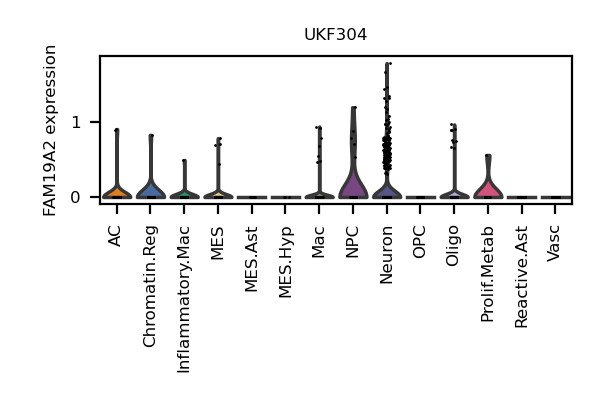 UKF304
FAM19A2 expression
1
0
AC
Chromatin.Reg
Inflammatory.Mac
MES
MES.Ast
MES.Hyp
Mac
NPC
Neuron
OPC
Oligo
Prolif.Metab
Reactive.Ast
Vasc